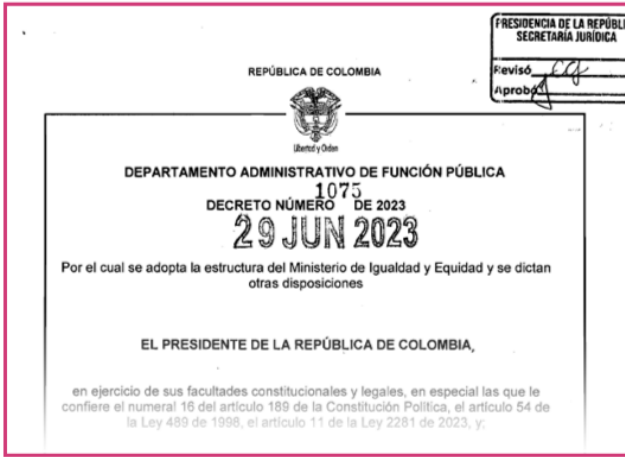 PRESIDENCIA DE LA REPÚBLI
SECRETARÍA JURÍDICA
Revisó
Aprobó
REPÚBLICA DE COLOMBIA
Libertad y Orden
DEPARTAMENTO ADMINISTRATIVO DE FUNCIÓN PÚBLICA
1075
DECRETO NÚMERO DE 2023
29 JUN 2023
Por el cual se adopta la estructura del Ministerio de Igualdad y Equidad y se dictan
otras disposiciones
EL PRESIDENTE DE LA REPÚBLICA DE COLOMBIA,
en ejercicio de sus facultades constitucionales y legales, en especial las que le
confiere el numeral 16 del artículo 189 de la Constitución Política, el artículo 54 de
la Ley 489 de 1998, el artículo 11 de la Ley 2281 de 2023, y;